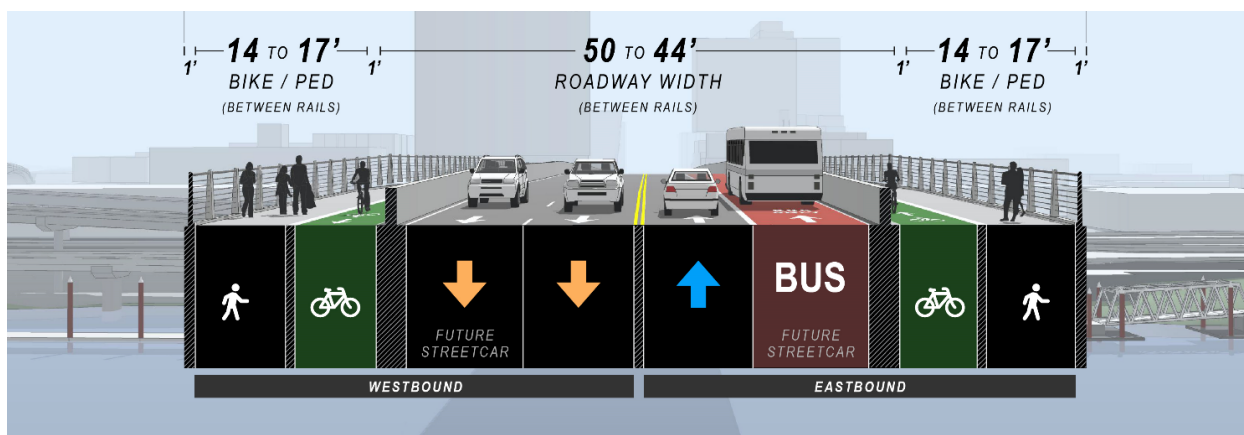 14 TO 17’
50 TO 44’
14 TO 17’
1’
BIKE / PED
1’
ROADWAY WIDTH
1’
BIKE / PED
1’
(BETWEEN RAILS)
(BETWEEN RAILS)
(BETWEEN RAILS)
BUS
FUTURE
STREETCAR
FUTURE
STREETCAR
WESTBOUND
EASTBOUND